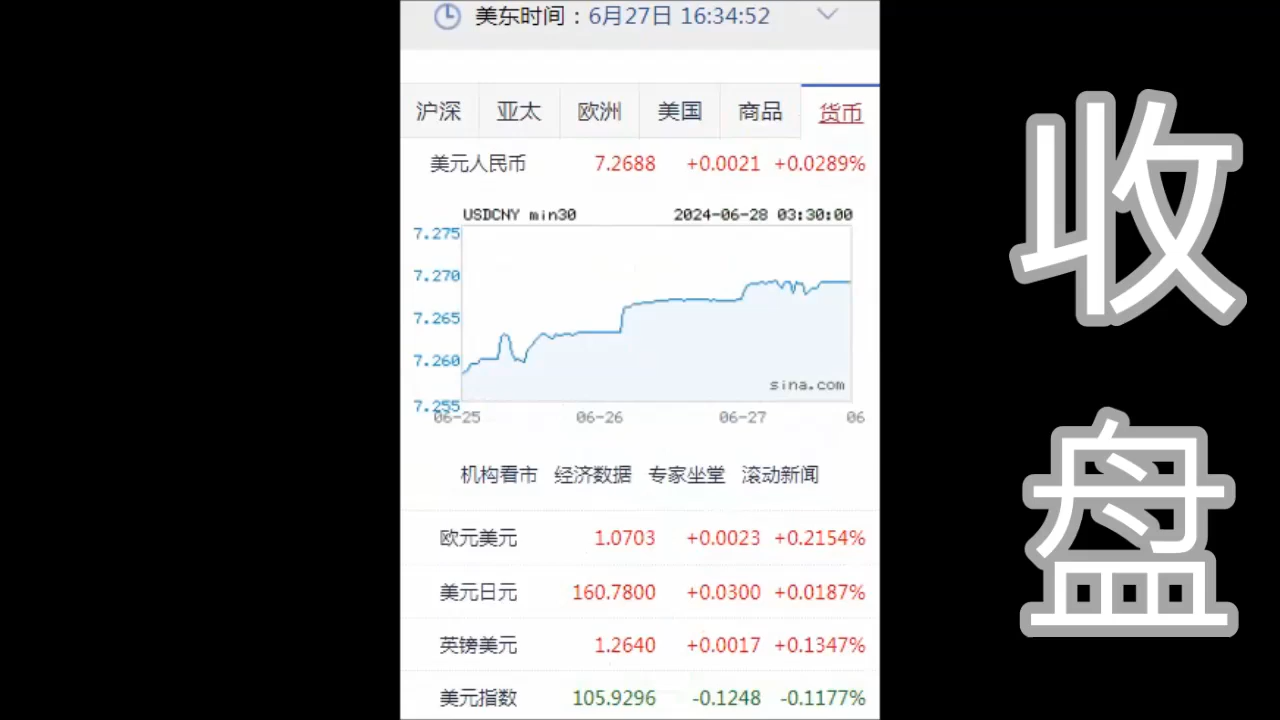 美东时间：6月27日 16:34:52
沪深 亚太 欧洲 美国 商品 货币
美元人民币 7.2688 +0.0021 +0.0289%
USDCNY min30 2024-06-28 03:30:00
7.275
7.270
7.265
7.260
7.255
sina.com
06-25 06-26 06-27 06
机构看市 经济数据 专家坐堂 滚动新闻
欧元美元 1.0703 +0.0023 +0.2154%
美元日元 160.7800 +0.0300 +0.0187%
英镑美元 1.2640 +0.0017 +0.1347%
美元指数 105.9296 -0.1248 -0.1177%
收
盘